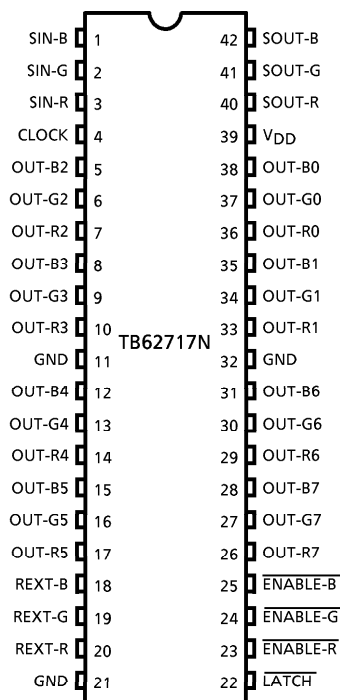 SIN-B 1 42 SOUT-B
SIN-G 2 41 SOUT-G
SIN-R 3 40 SOUT-R
CLOCK 4 39 VDD
OUT-B2 5 38 OUT-B0
OUT-G2 6 37 OUT-G0
OUT-R2 7 36 OUT-R0
OUT-B3 8 35 OUT-B1
OUT-G3 9 34 OUT-G1
OUT-R3 10 33 OUT-R1
TB62717N
GND 11 32 GND
OUT-B4 12 31 OUT-B6
OUT-G4 13 30 OUT-G6
OUT-R4 14 29 OUT-R6
OUT-B5 15 28 OUT-B7
OUT-G5 16 27 OUT-G7
OUT-R5 17 26 OUT-R7
REXT-B 18 25 ENABLE-B
REXT-G 19 24 ENABLE-G
REXT-R 20 23 ENABLE-R
GND 21 22 LATCH